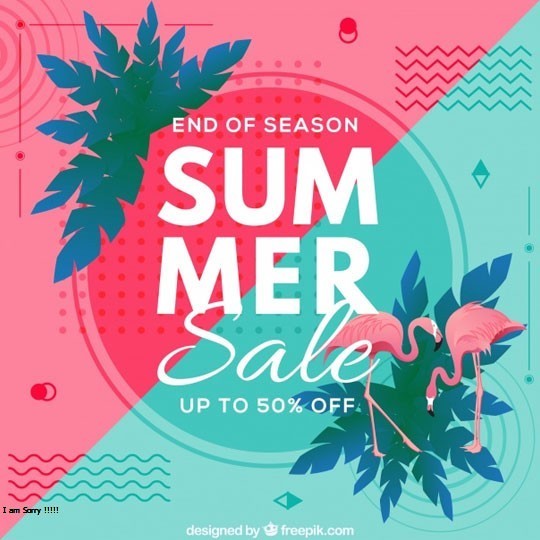 END OF SEASON
SUM
MER
Sale
UP TO 50% OFF
I am Sorry !!!!!
designed by freepik.com